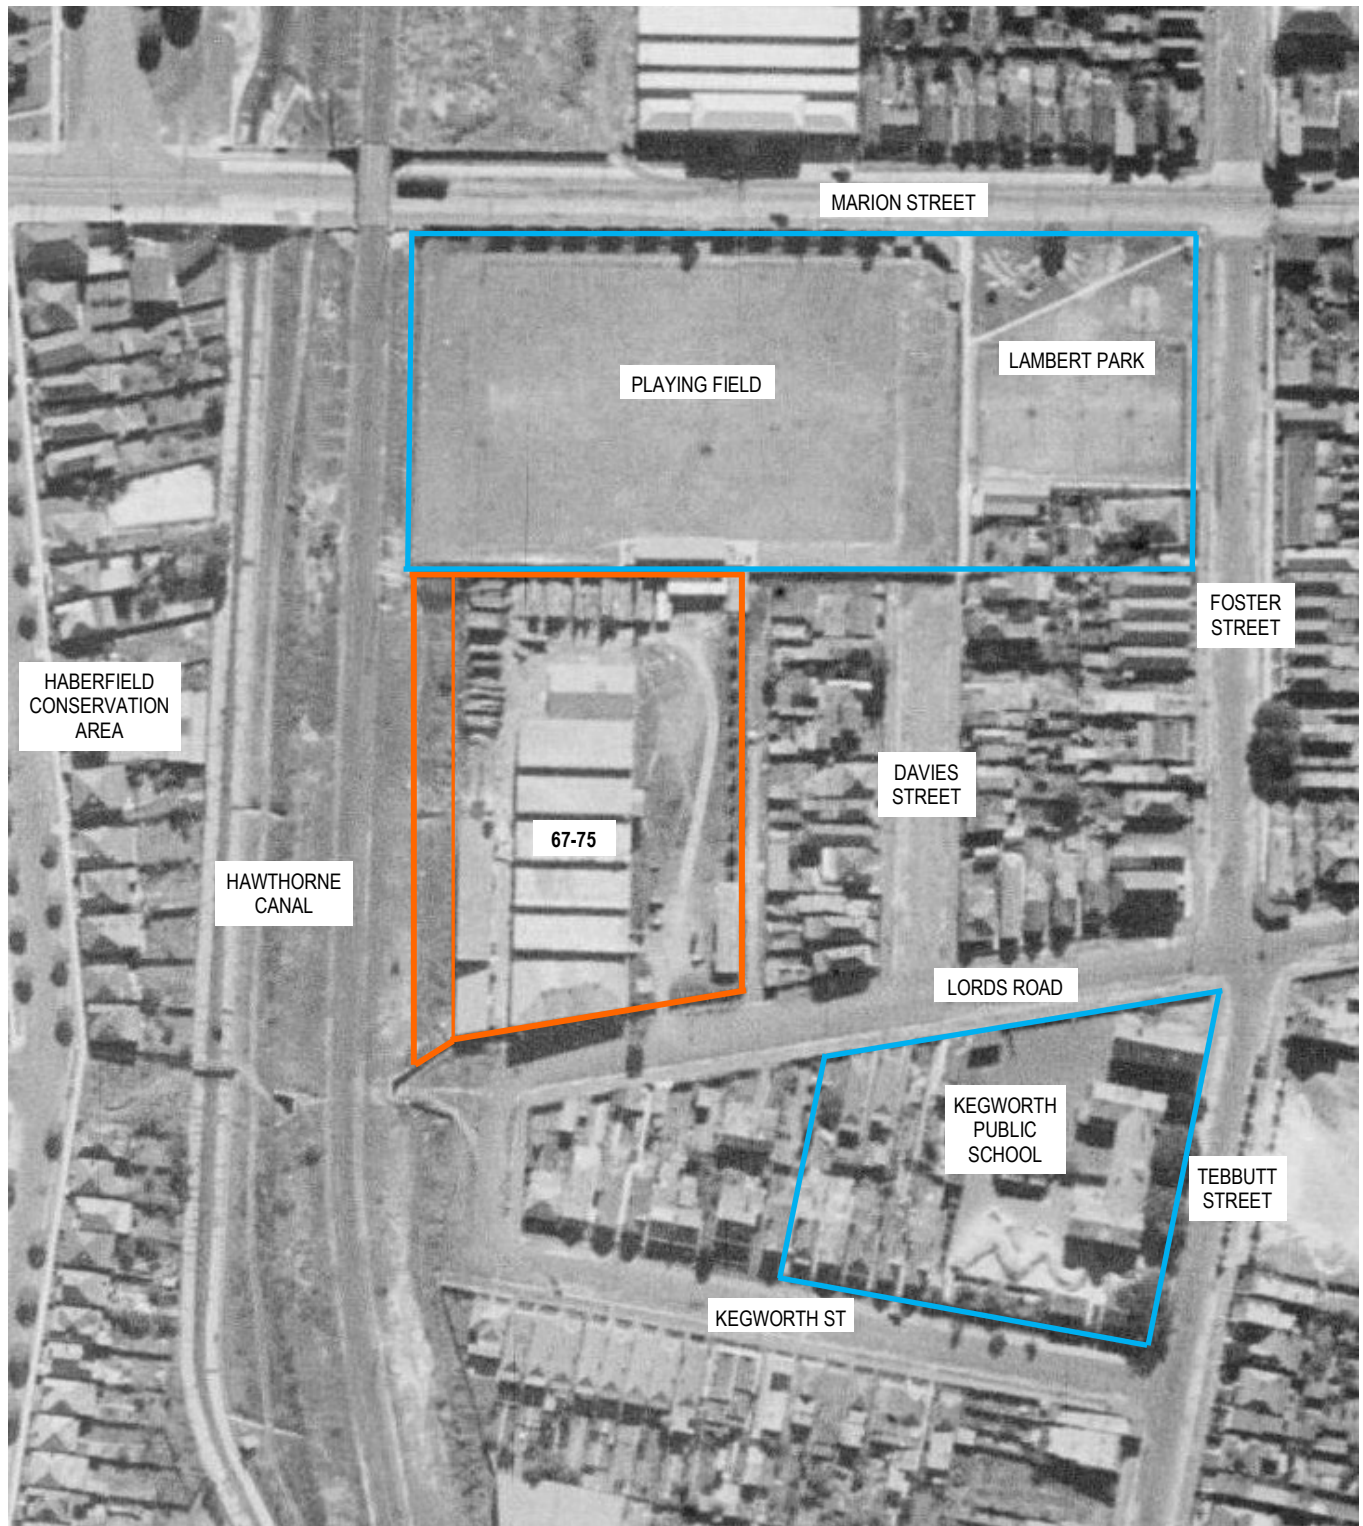 MARION STREET
LAMBERT PARK
PLAYING FIELD
FOSTER
STREET
HABERFIELD
CONSERVATION
AREA
DAVIES
STREET
67-75
HAWTHORNE
CANAL
LORDS ROAD
KEGWORTH
PUBLIC
SCHOOL
TEBBUTT
STREET
KEGWORTH ST